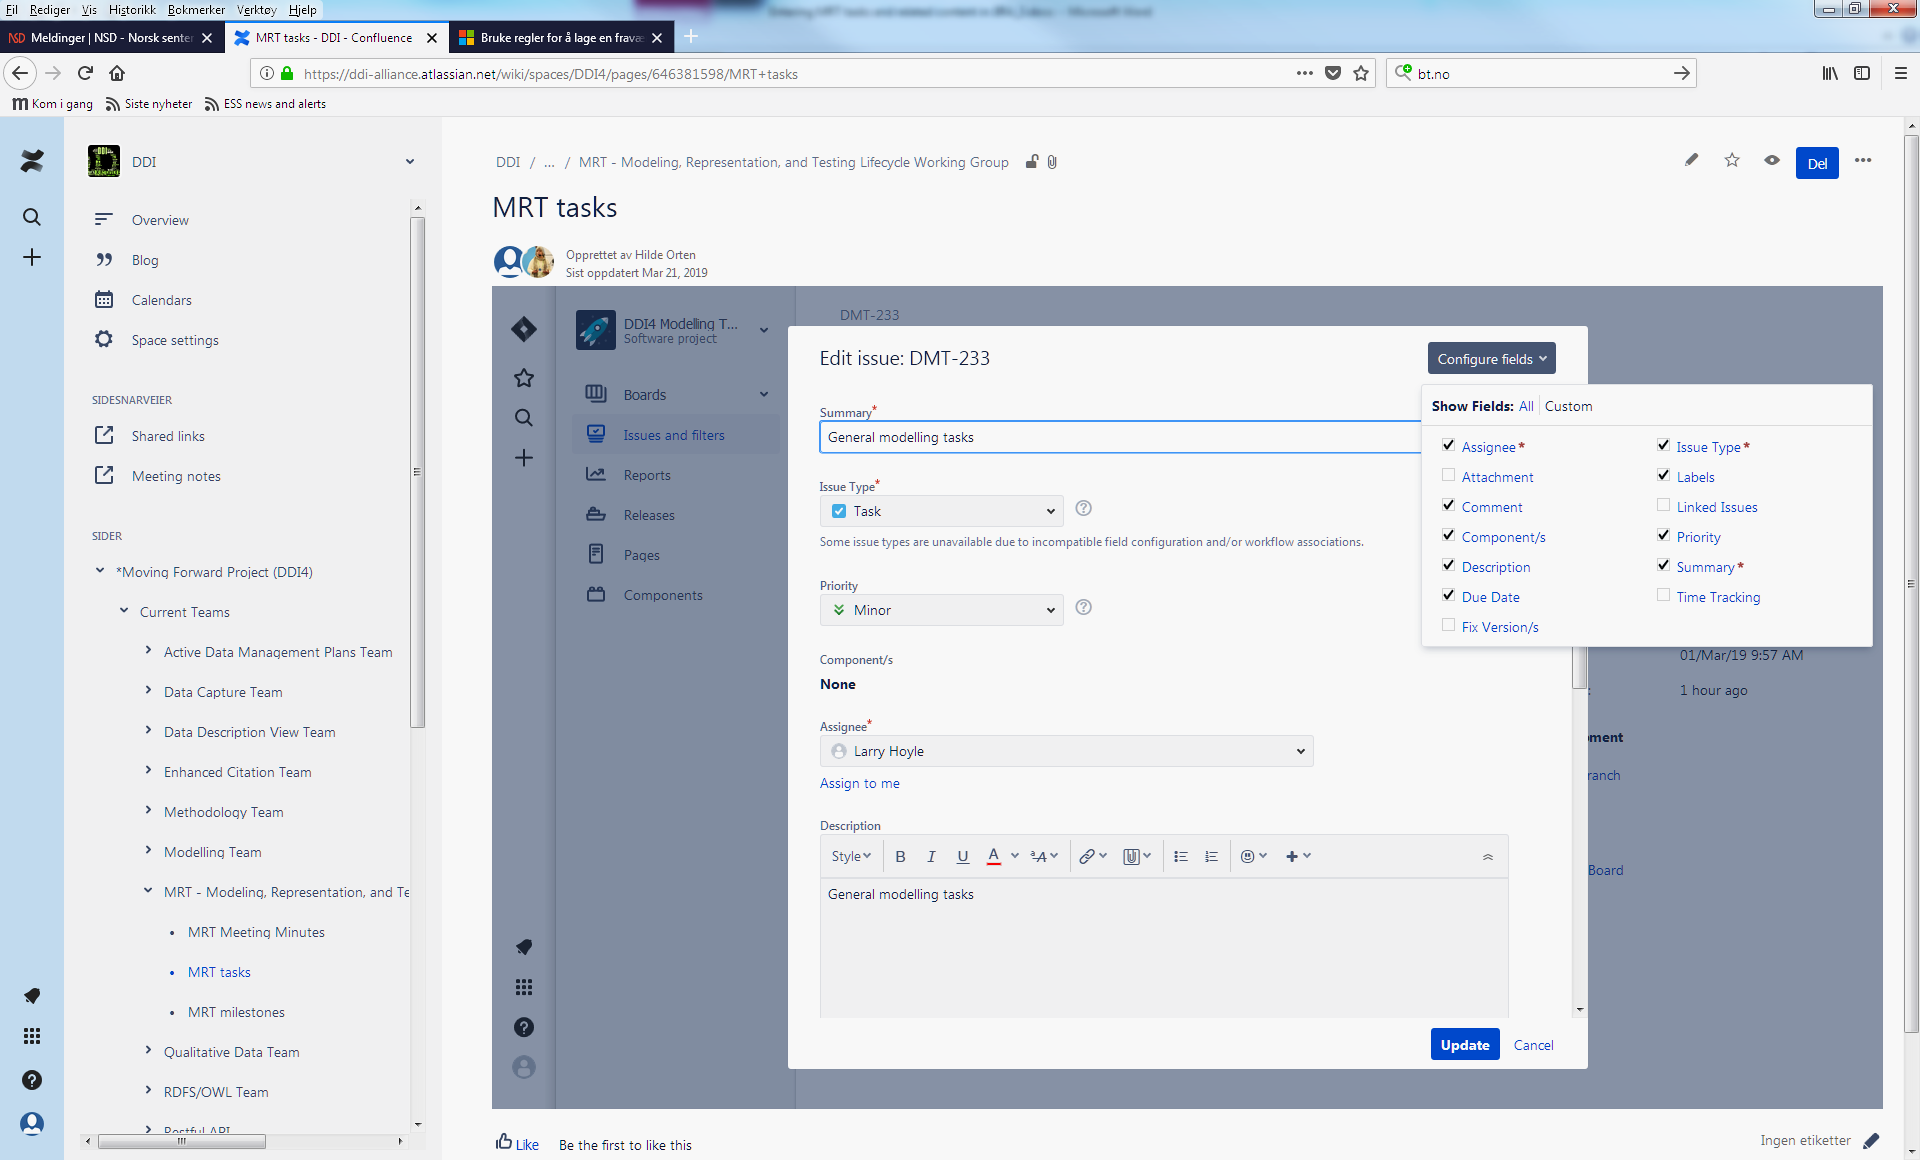 Fil Rediger Vis Historikk Bokmerker Verktøy Hjelp
NSD Meldinger | NSD - Norsk senter
MRT tasks - DDI - Confluence
Bruke regler for å lage en fravæ
https://ddi-alliance.atlassian.net/wiki/spaces/DDI4/pages/646381598/MRT+tasks
bt.no
Kom i gang Siste nyheter ESS news and alerts
DDI
Overview
Blog
Calendars
Space settings
SIDESNARVEIER
Shared links
Meeting notes
SIDER
*Moving Forward Project (DDI4)
Current Teams
Active Data Management Plans Team
Data Capture Team
Data Description View Team
Enhanced Citation Team
Methodology Team
Modelling Team
MRT - Modeling, Representation, and Te
MRT Meeting Minutes
MRT tasks
MRT milestones
Qualitative Data Team
RDFS/OWL Team
Restful API
DDI / ... / MRT - Modeling, Representation, and Testing Lifecycle Working Group
Del
MRT tasks
Opprettet av Hilde Orten
Sist oppdatert Mar 21, 2019
DDI4 Modelling T...
Software project
Boards
Issues and filters
Reports
Releases
Pages
Components
DMT-233
Edit issue: DMT-233
Configure fields
Summary*
General modelling tasks
Issue Type*
Task
Some issue types are unavailable due to incompatible field configuration and/or workflow associations.
Priority
Minor
Component/s
None
Assignee*
Larry Hoyle
Assign to me
Description
Style B I U A
General modelling tasks
Update Cancel
Show Fields: All Custom
Assignee* Issue Type*
Attachment Labels
Comment Linked Issues
Component/s Priority
Description Summary*
Due Date Time Tracking
Fix Version/s
01/Mar/19 9:57 AM
1 hour ago
ment
ranch
Board
Like Be the first to like this
Ingen etiketter